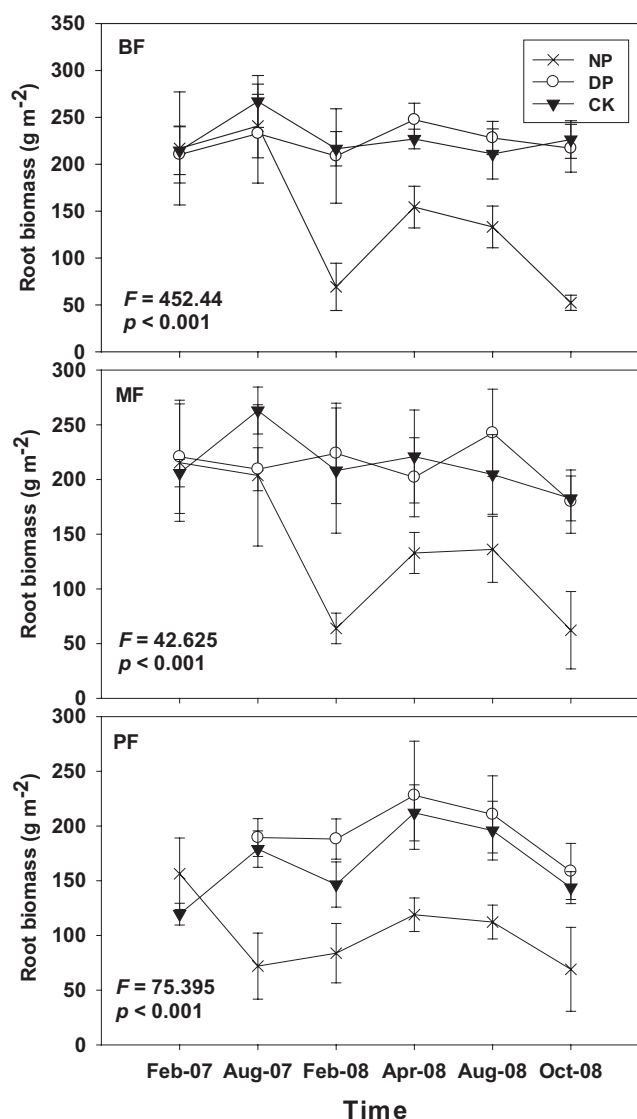 BF
NP
DP
CK
350
300
250
200
150
100
50
0
Root biomass (g m-2)
F = 452.44
p < 0.001
MF
300
250
200
150
100
50
0
Root biomass (g m-2)
F = 42.625
p < 0.001
PF
300
250
200
150
100
50
0
Root biomass (g m-2)
F = 75.395
p < 0.001
Feb-07 Aug-07 Feb-08 Apr-08 Aug-08 Oct-08
Time